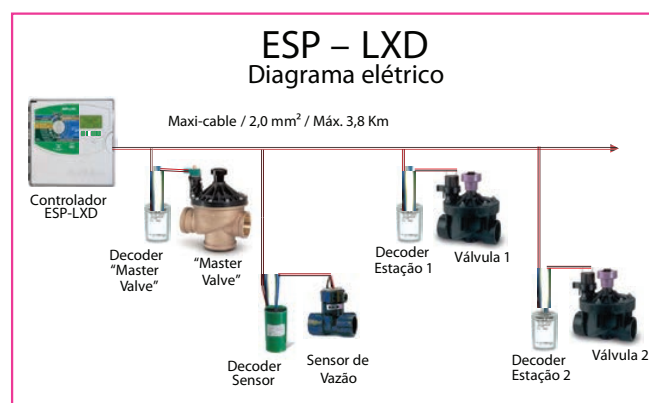 ESP – LXD
Diagrama elétrico
Maxi-cable / 2,0 mm² / Máx. 3,8 Km
Controlador
ESP-LXD
Decoder
“Master
Valve”
“Master
Valve”
Decoder
Sensor
Sensor de
Vazão
Decoder
Estação 1
Válvula 1
Decoder
Estação 2
Válvula 2